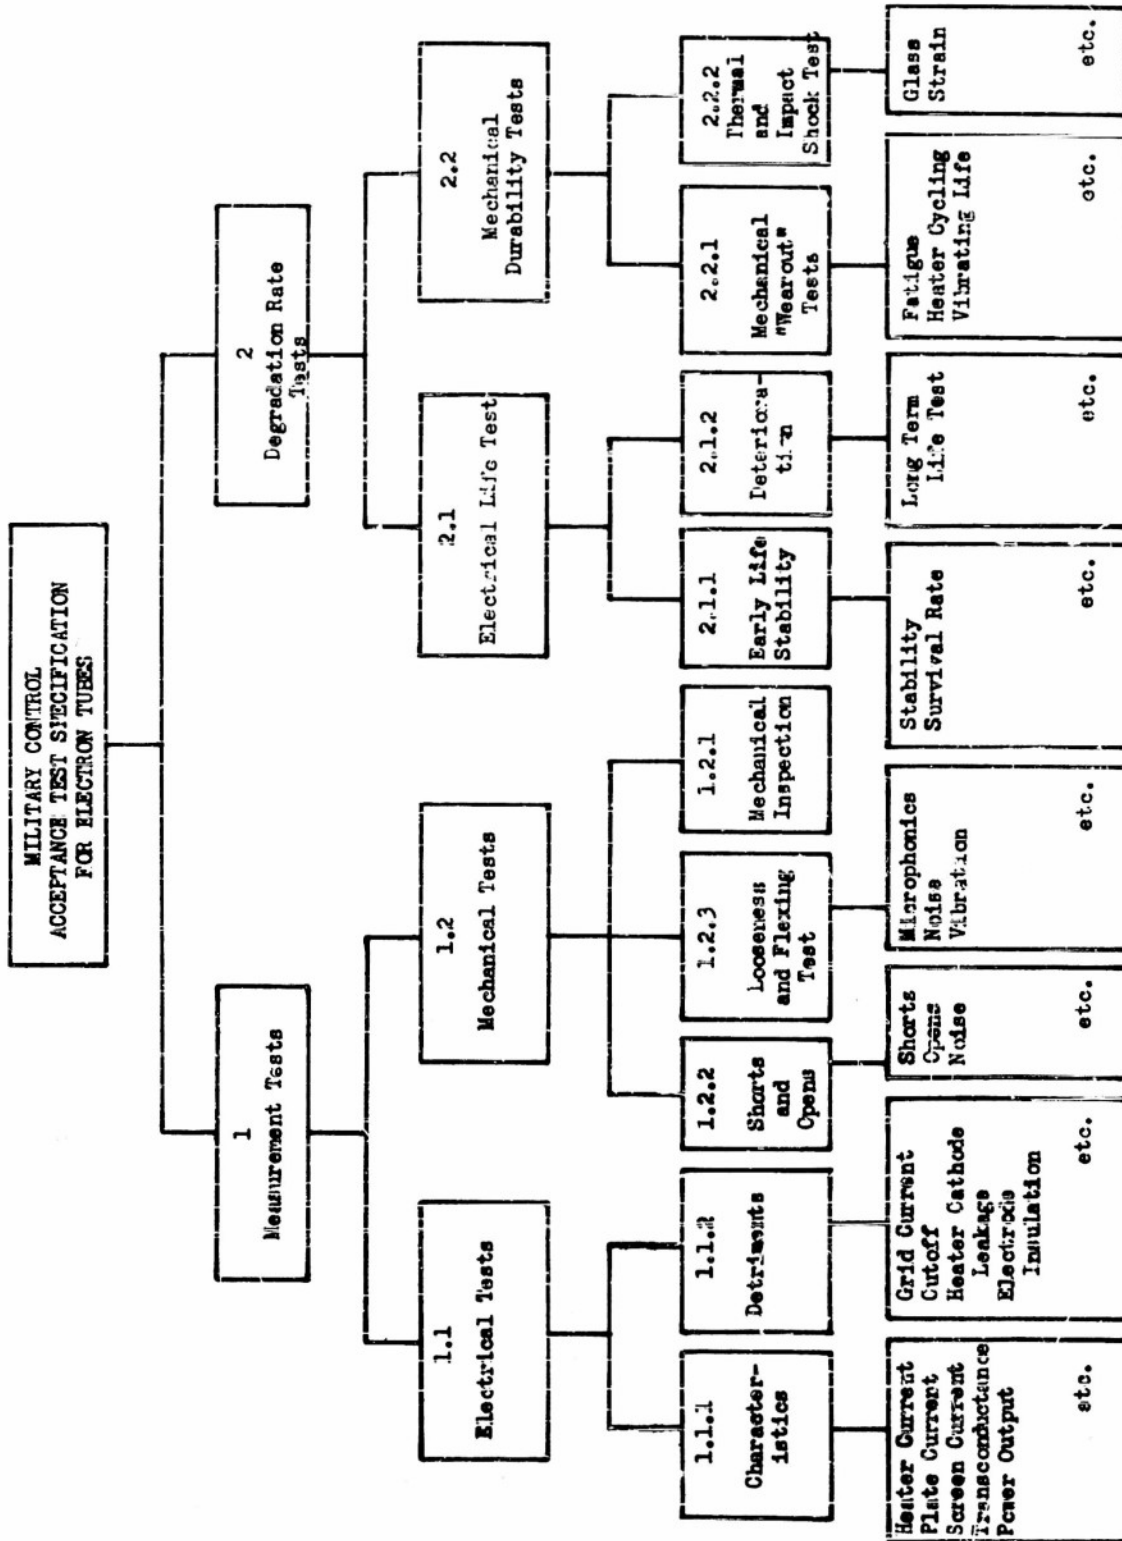 MILITARY CONTROL
ACCEPTANCE TEST SPECIFICATION
FOR ELECTRON TUBES
1
Measurement Tests
2
Degradation Rate
Tests
1.1
Electrical Tests
1.2
Mechanical Tests
2.1
Electrical Life Test
2.2
Mechanical
Durability Tests
1.1.1
Character-
istics
1.1.2
Detriments
1.2.2
Shorts
and
Opens
1.2.3
Looseness
and Flexing
Test
1.2.1
Mechanical
Inspection
2.1.1
Early Life
Stability
2.1.2
Deteriora-
tion
2.2.1
Mechanical
"Wearout"
Tests
2.2.2
Thermal
and
Impact
Shock Test
Heater Current
Plate Current
Screen Current
Transconductance
Power Output
etc.
Grid Current
Cutoff
Heater Cathode
Leakage
Electrode
Insulation
etc.
Shorts
Opens
Noise
etc.
Microphonics
Noise
Vibration
etc.
Stability
Survival Rate
etc.
Long Term
Life Test
etc.
Fatigue
Heater Cycling
Vibrating Life
etc.
Glass
Strain
etc.